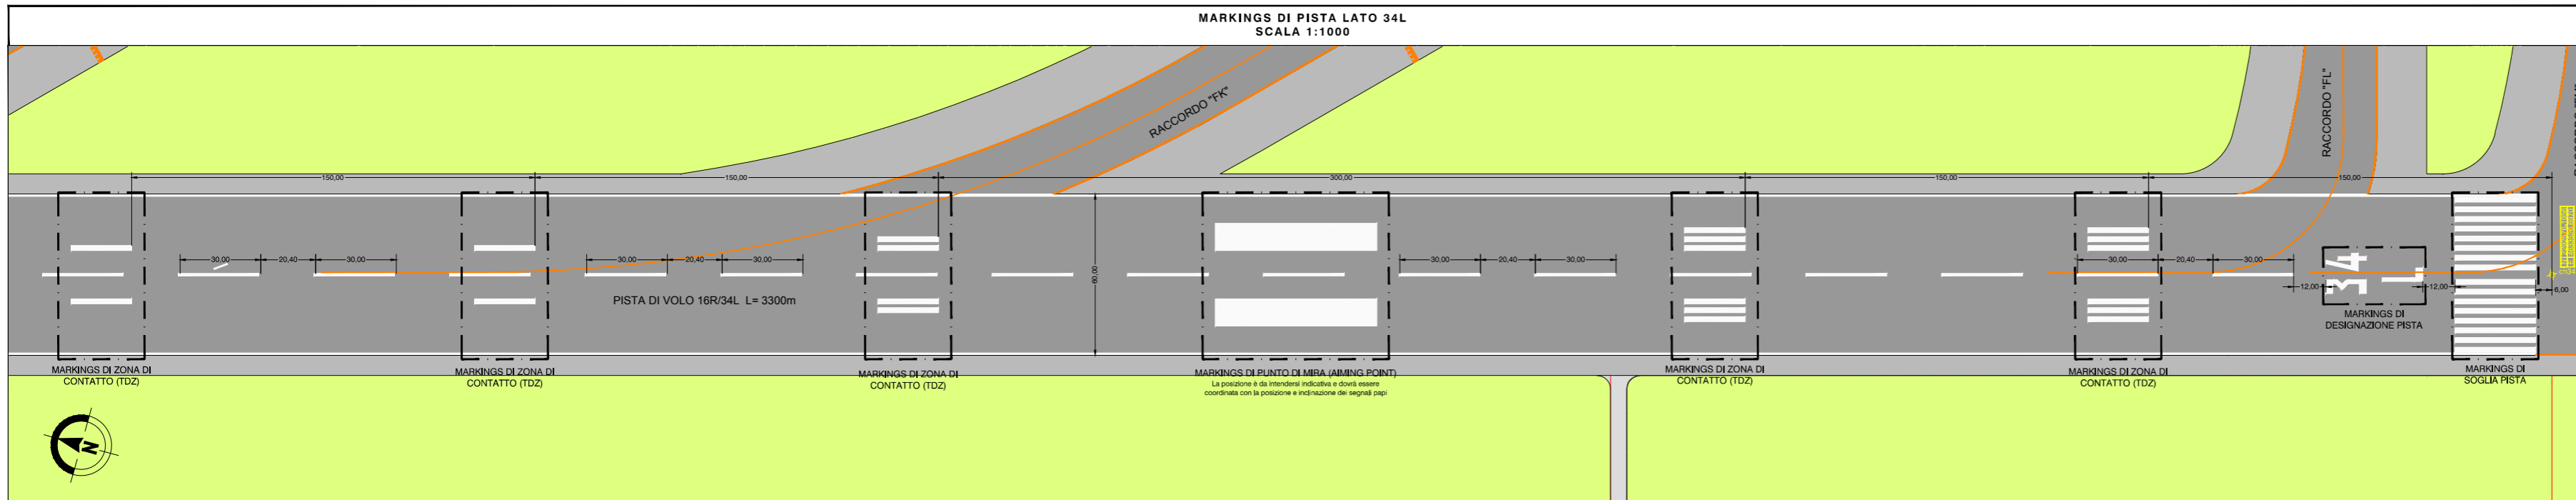 MARKINGS DI PISTA LATO 34L
SCALA 1:1000
RACCORDO "FK"
RACCORDO "FL"
150,00
150,00
300,00
150,00
150,00
30,00
20,40
30,00
30,00
20,40
30,00
60,00
30,00
20,40
30,00
30,00
20,40
30,00
12,00
34
L
12,00
6,00
PISTA DI VOLO 16R/34L L= 3300m
MARKINGS DI
DESIGNAZIONE PISTA
MARKINGS DI ZONA DI
CONTATTO (TDZ)
MARKINGS DI ZONA DI
CONTATTO (TDZ)
MARKINGS DI ZONA DI
CONTATTO (TDZ)
MARKINGS DI PUNTO DI MIRA (AIMING POINT)
La posizione è da intendersi indicativa e dovrà essere
coordinata con la posizione e inclinazione dei segnali papi
MARKINGS DI ZONA DI
CONTATTO (TDZ)
MARKINGS DI ZONA DI
CONTATTO (TDZ)
MARKINGS DI
SOGLIA PISTA
N